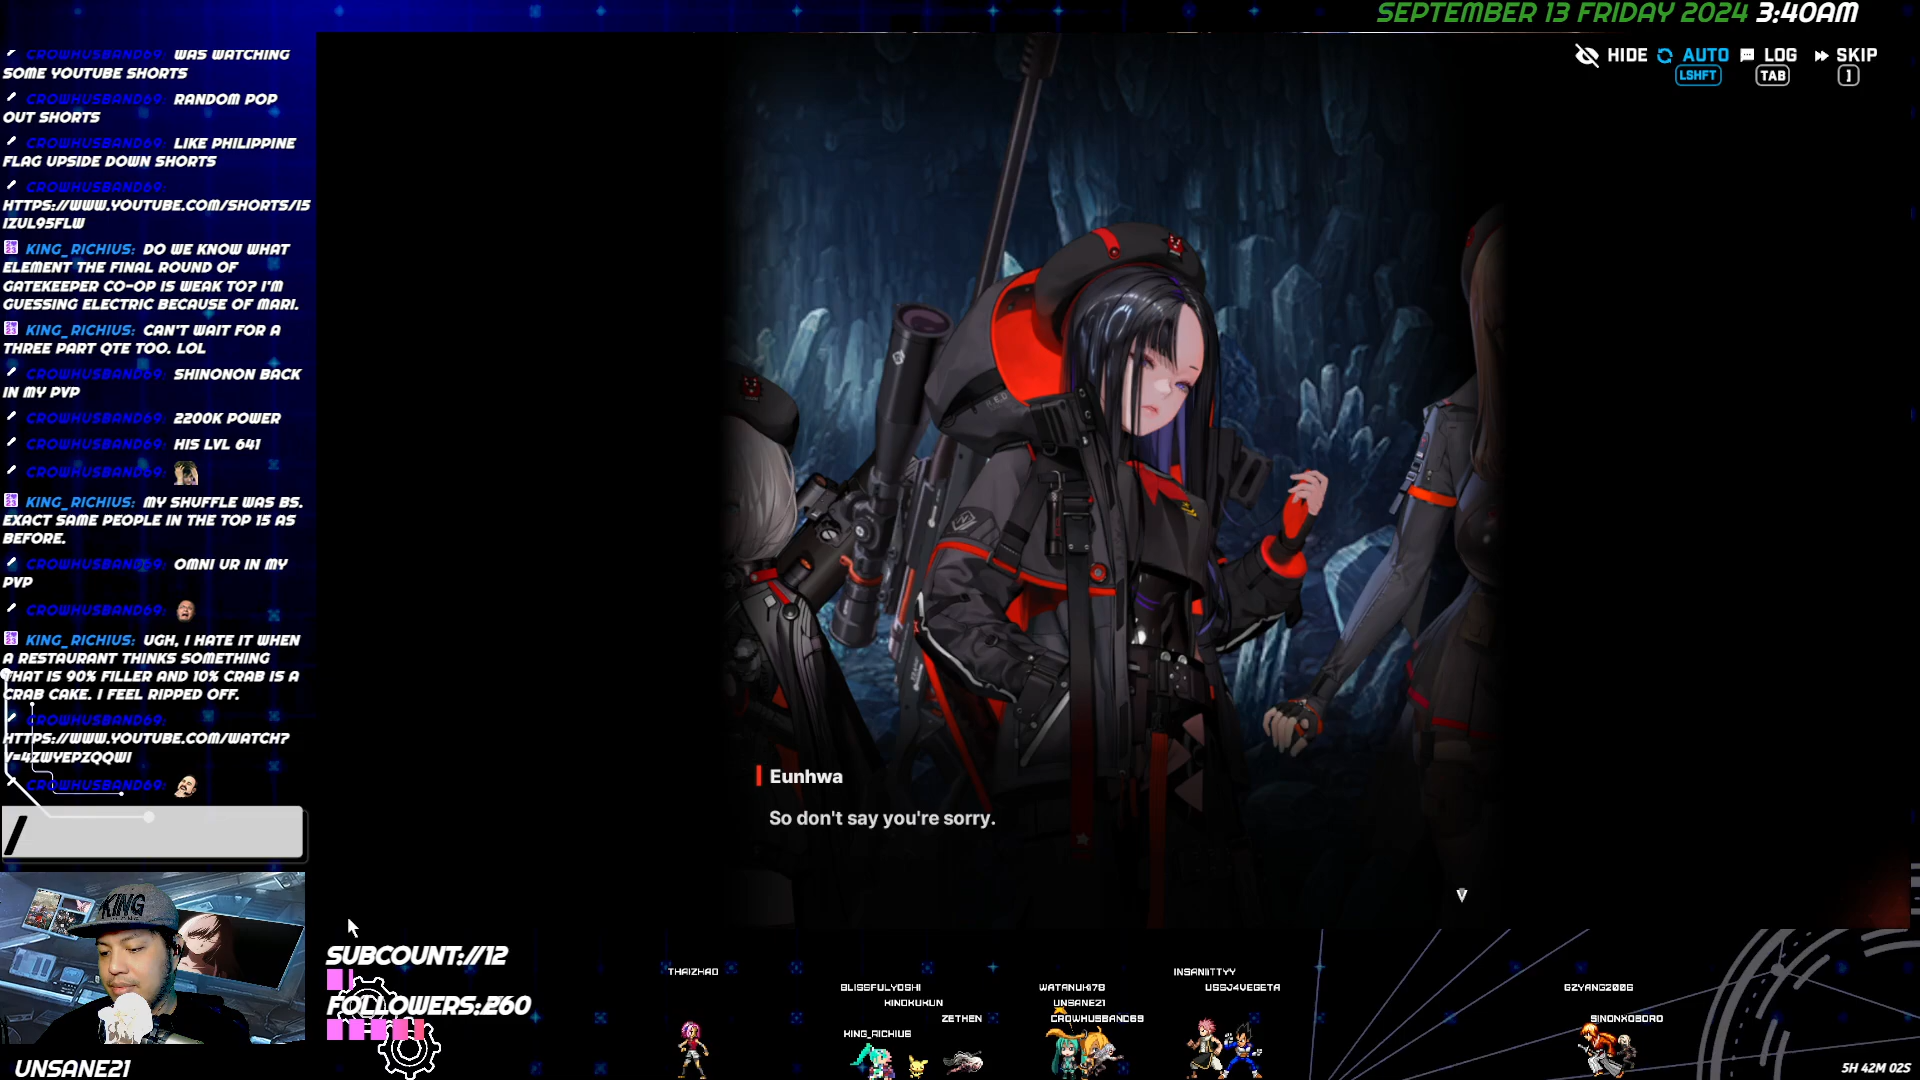 SEPTEMBER 13 FRIDAY 2024 3:40AM
HIDE AUTO LOG SKIP
LSHFT TAB ]
CROWHUSBAND69: WAS WATCHING
SOME YOUTUBE SHORTS
CROWHUSBAND69: RANDOM POP
OUT SHORTS
CROWHUSBAND69: LIKE PHILIPPINE
FLAG UPSIDE DOWN SHORTS
CROWHUSBAND69:
HTTPS://WWW.YOUTUBE.COM/SHORTS/I5
IZUL95FLW
KING_RICHIUS: DO WE KNOW WHAT
ELEMENT THE FINAL ROUND OF
GATEKEEPER CO-OP IS WEAK TO? I'M
GUESSING ELECTRIC BECAUSE OF MARI.
KING_RICHIUS: CAN'T WAIT FOR A
THREE PART QTE TOO. LOL
CROWHUSBAND69: SHINONON BACK
IN MY PVP
CROWHUSBAND69: 2200K POWER
CROWHUSBAND69: HIS LVL 641
CROWHUSBAND69:
KING_RICHIUS: MY SHUFFLE WAS BS.
EXACT SAME PEOPLE IN THE TOP 15 AS
BEFORE.
CROWHUSBAND69: OMNI UR IN MY
PVP
CROWHUSBAND69:
KING_RICHIUS: UGH, I HATE IT WHEN
A RESTAURANT THINKS SOMETHING
THAT IS 90% FILLER AND 10% CRAB IS A
CRAB CAKE. I FEEL RIPPED OFF.
CROWHUSBAND69:
HTTPS://WWW.YOUTUBE.COM/WATCH?
V=4ZWYEPZQQWI
CROWHUSBAND69:
/
Eunhwa
So don't say you're sorry.
KING
SUBCOUNT://12
FOLLOWERS:260
UNSANE21
THAIZHAO
BLISSFULYOSHI
KINOKUKUN
ZETHEN
KING_RICHIUS
WATANUKI78
UNSANE21
CROWHUSBAND69
INSANIITTYY
USSJ4VEGETA
GZYANG2006
SINONXOSORO
5H 42M 02S